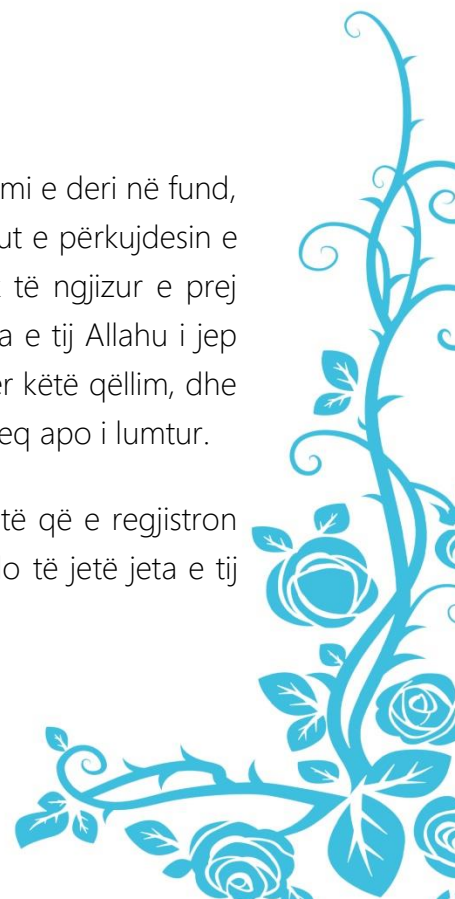 mi e deri në fund,
ut e përkujdesin e
të ngjizur e prej
a e tij Allahu i jep
r këtë qëllim, dhe
eq apo i lumtur.
të që e regjistron
o të jetë jeta e tij